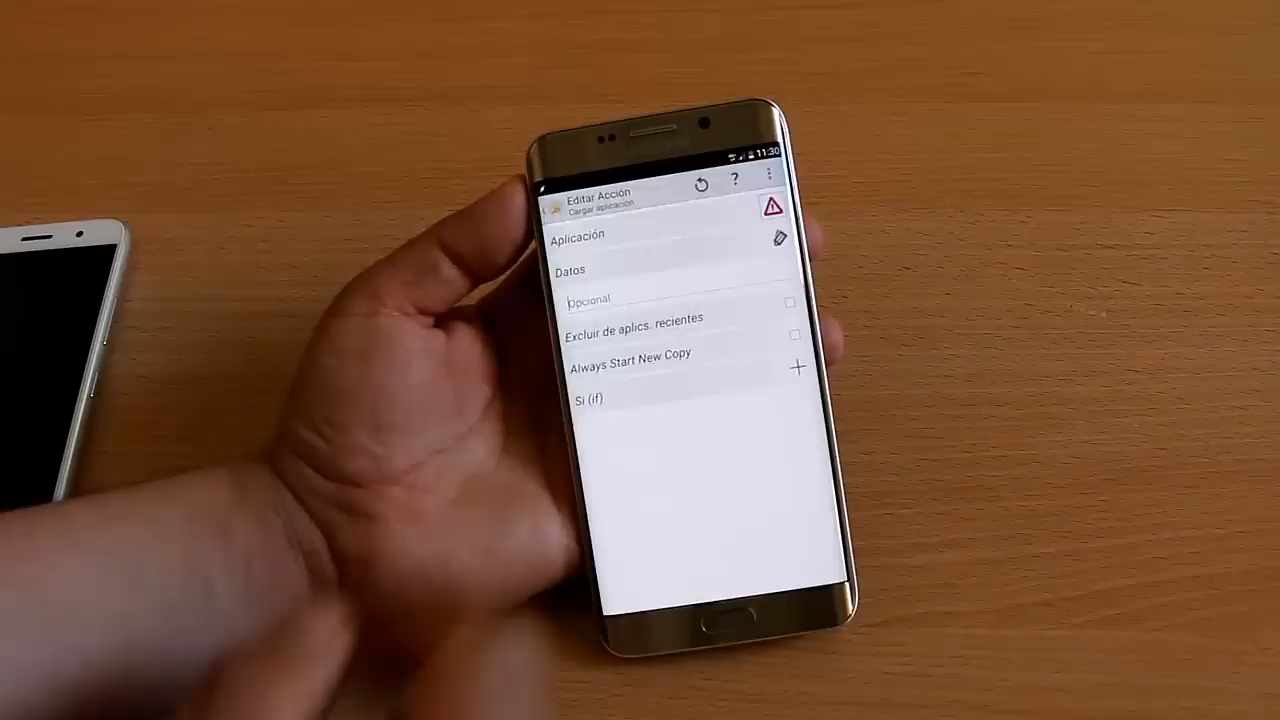 11:30
Editar Acción
Cargar aplicación
?
Aplicación
Datos
Opcional
Excluir de aplics. recientes
Always Start New Copy
Si (if)